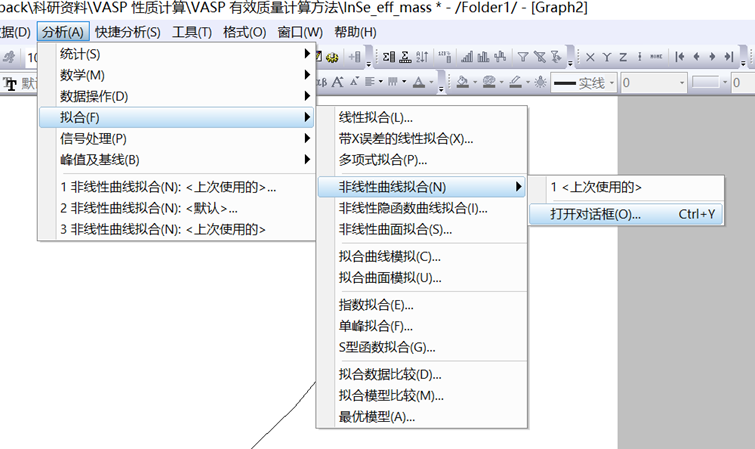 pack\科研资料\VASP 性质计算\VASP 有效质量计算方法\InSe_eff_mass * - /Folder1/ - [Graph2]
据(D) 分析(A) 快捷分析(S) 工具(T) 格式(O) 窗口(W) 帮助(H)
10
X Y Z
默
实线 0 0
统计(S)
数学(M)
数据操作(D)
拟合(F)
信号处理(P)
峰值及基线(B)
1 非线性曲线拟合(N): <上次使用的>...
2 非线性曲线拟合(N): <默认>...
3 非线性曲线拟合(N): <上次使用的>
线性拟合(L)...
带X误差的线性拟合(X)...
多项式拟合(P)...
非线性曲线拟合(N)
非线性隐函数曲线拟合(I)...
非线性曲面拟合(S)...
拟合曲线模拟(C)...
拟合曲面模拟(U)...
指数拟合(E)...
单峰拟合(F)...
S型函数拟合(G)...
拟合数据比较(D)...
拟合模型比较(M)...
最优模型(A)...
1 <上次使用的>
打开对话框(O)... Ctrl+Y